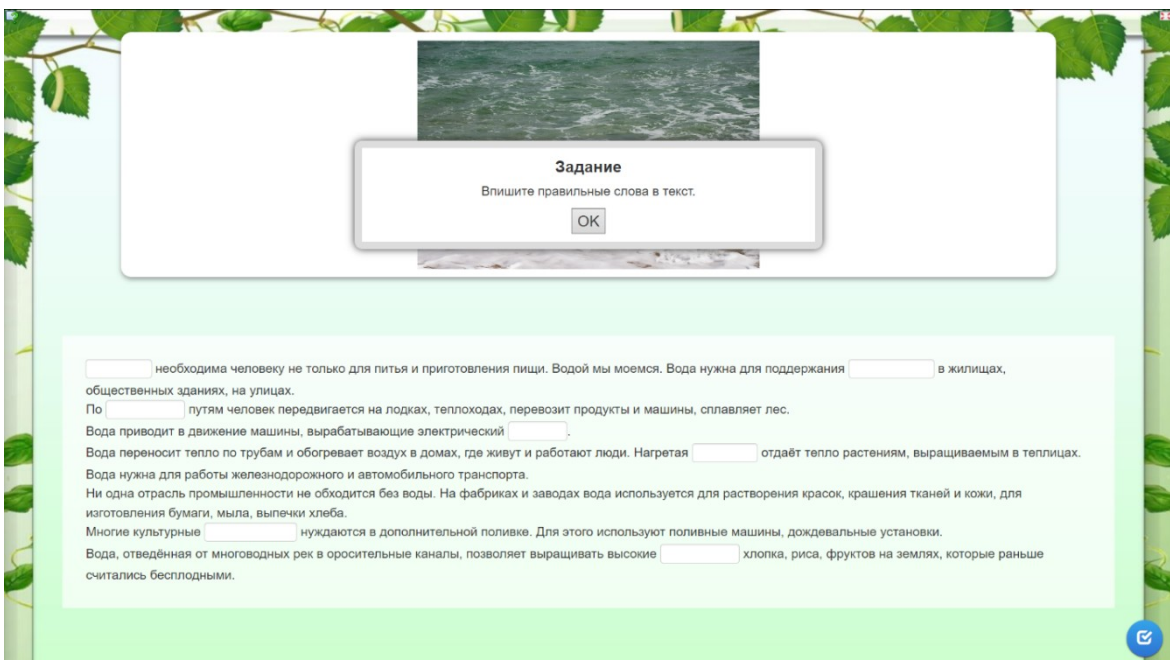 Задание
Впишите правильные слова в текст.
OK
необходима человеку не только для питья и приготовления пищи. Водой мы моемся. Вода нужна для поддержания в жилищах,
общественных зданиях, на улицах.
По путям человек передвигается на лодках, теплоходах, перевозит продукты и машины, сплавляет лес.
Вода приводит в движение машины, вырабатывающие электрический .
Вода переносит тепло по трубам и обогревает воздух в домах, где живут и работают люди. Нагретая отдаёт тепло растениям, выращиваемым в теплицах.
Вода нужна для работы железнодорожного и автомобильного транспорта.
Ни одна отрасль промышленности не обходится без воды. На фабриках и заводах вода используется для растворения красок, крашения тканей и кожи, для
изготовления бумаги, мыла, выпечки хлеба.
Многие культурные нуждаются в дополнительной поливке. Для этого используют поливные машины, дождевальные установки.
Вода, отведённая от многоводных рек в оросительные каналы, позволяет выращивать высокие хлопка, риса, фруктов на землях, которые раньше
считались бесплодными.